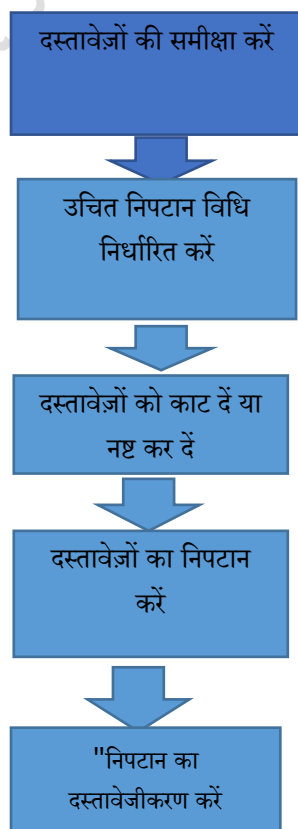 दस्तावेज़ों की समीक्षा करें
उचित निपटान विधि
निर्धारित करें
दस्तावेज़ों को काट दें या
नष्ट कर दें
दस्तावेज़ों का निपटान
करें
"निपटान का
दस्तावेजीकरण करें